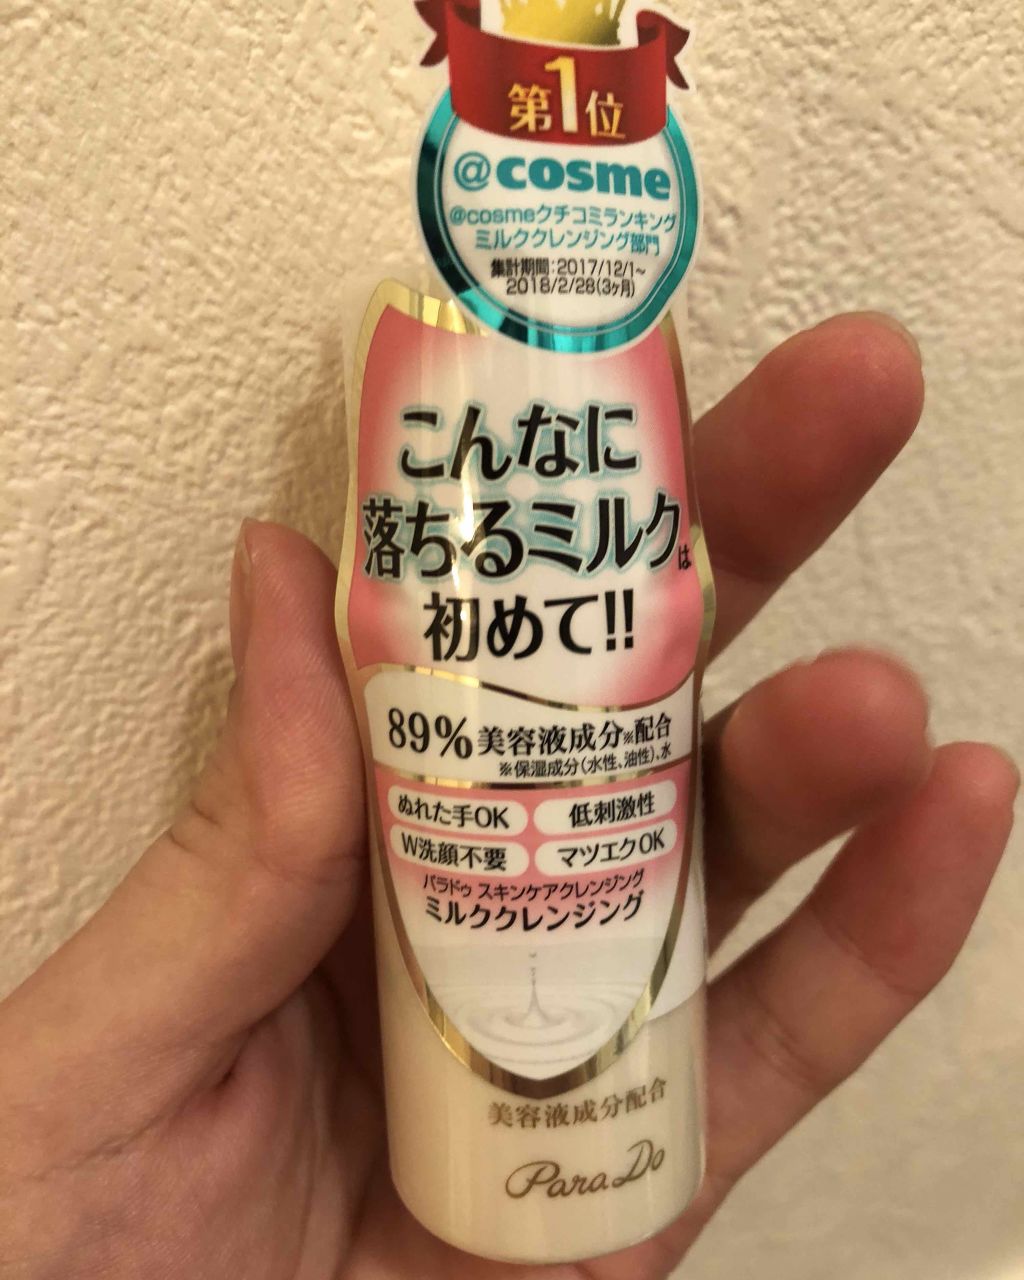 第1位
@cosme
@cosmeクチコミランキング
ミルククレンジング部門
集計期間:2017/12/1~
2018/2/28(3ヶ月)
こんなに
落ちるミルクは
初めて!!
89%美容液成分※配合
※保湿成分(水性、油性)、水
ぬれた手OK 低刺激性
W洗顔不要 マツエクOK
パラドゥ スキンケアクレンジング
ミルククレンジング
美容液成分配合
ParaDo